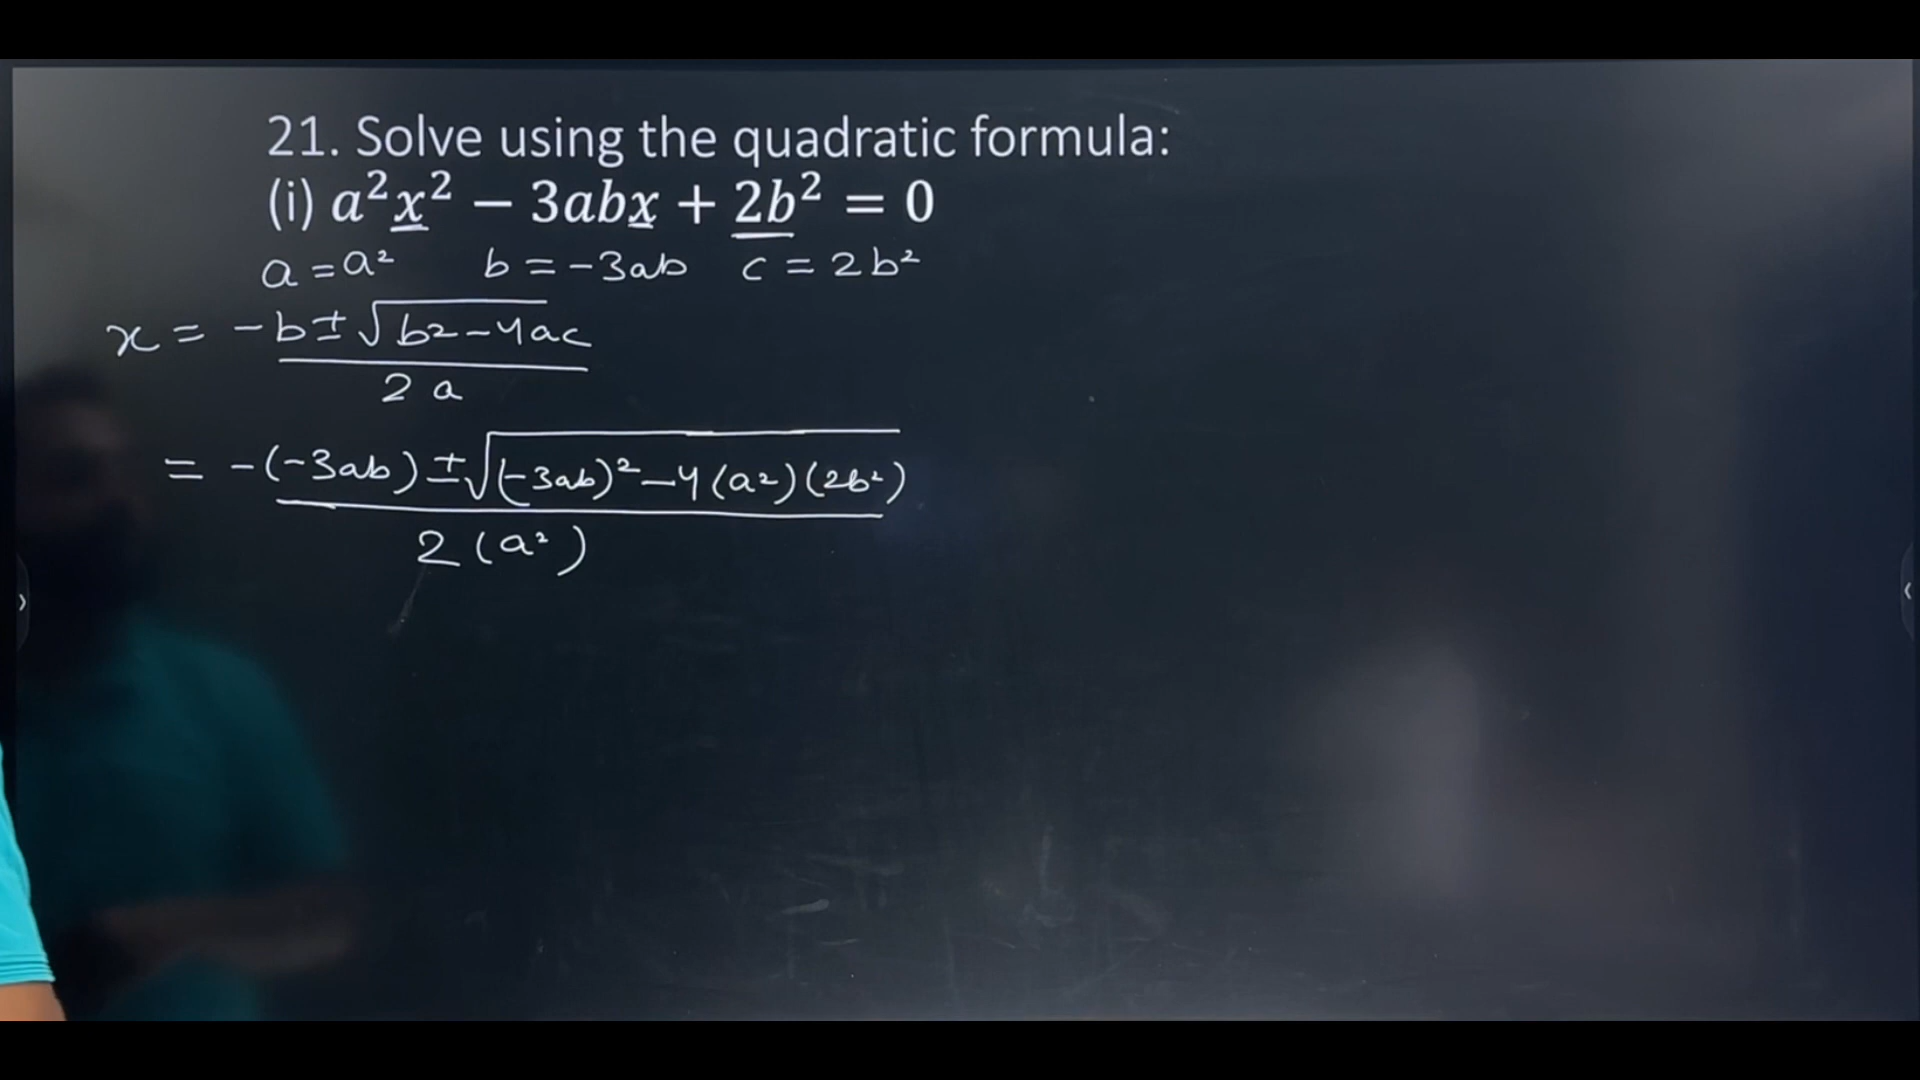 21. Solve using the quadratic formula:
(i) a²x² − 3abx + 2b² = 0
a = a² b = -3ab c = 2b²
x = -b ± √b² - 4ac
2a
= -(-3ab) ± √(-3ab)² - 4(a²)(2b²)
2(a²)